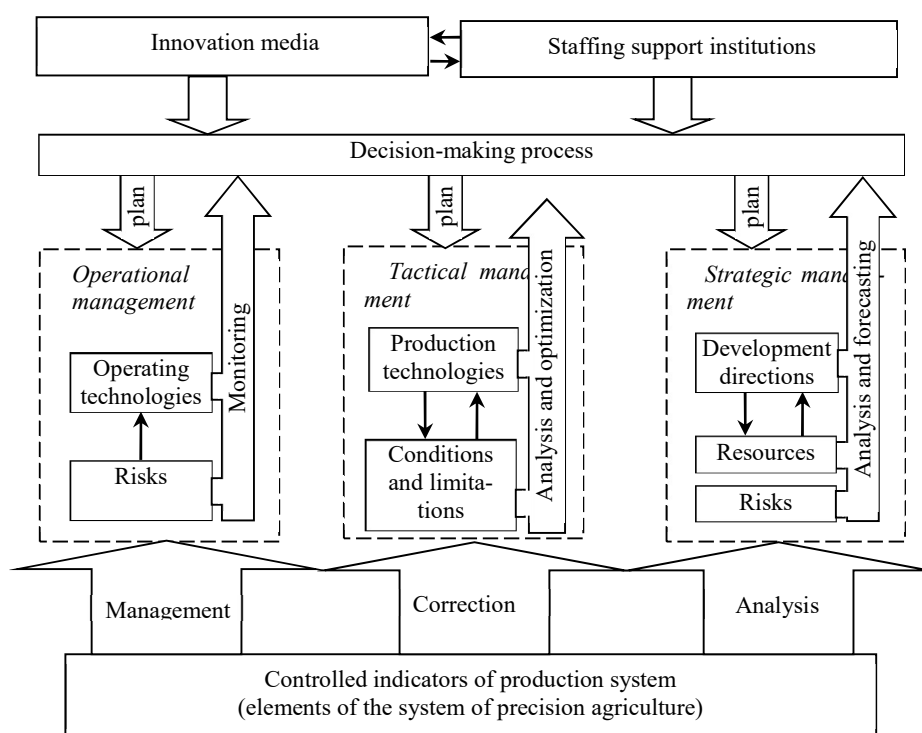 Innovation media
Staffing support institutions
Decision-making process
plan
plan
plan
Operational
management
Monitoring
Operating
technologies
Risks
Tactical manage-
ment
Analysis and optimization
Production
technologies
Conditions
and limita-
tions
Strategic manage-
ment
Analysis and forecasting
Development
directions
Resources
Risks
Management
Correction
Analysis
Controlled indicators of production system
(elements of the system of precision agriculture)